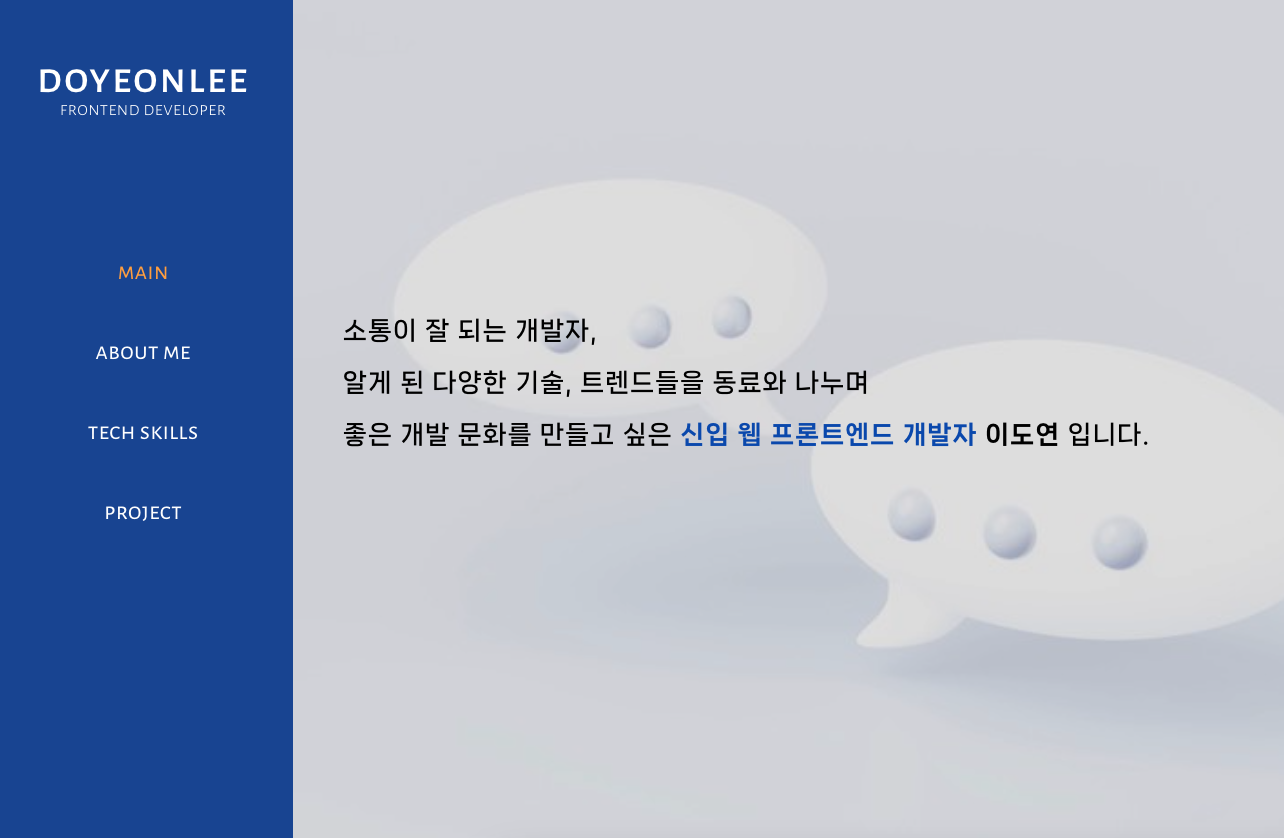 DOYEONLEE
FRONTEND DEVELOPER
MAIN
ABOUT ME
TECH SKILLS
PROJECT
소통이 잘 되는 개발자,
알게 된 다양한 기술, 트렌드들을 동료와 나누며
좋은 개발 문화를 만들고 싶은 신입 웹 프론트엔드 개발자 이도연 입니다.